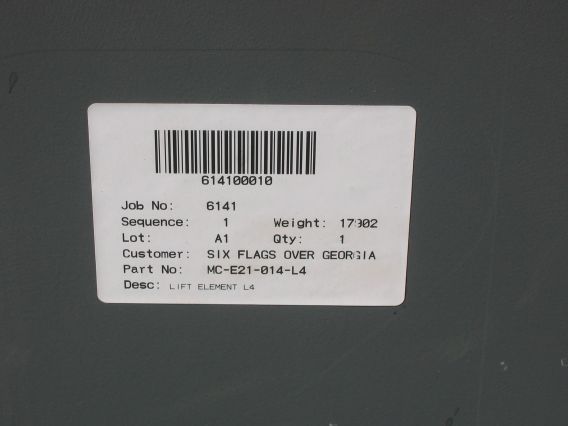 614100010
Job No: 6141
Sequence: 1 Weight: 17902
Lot: A1 Qty: 1
Customer: SIX FLAGS OVER GEORGIA
Part No: MC-E21-014-L4
Desc: LIFT ELEMENT L4